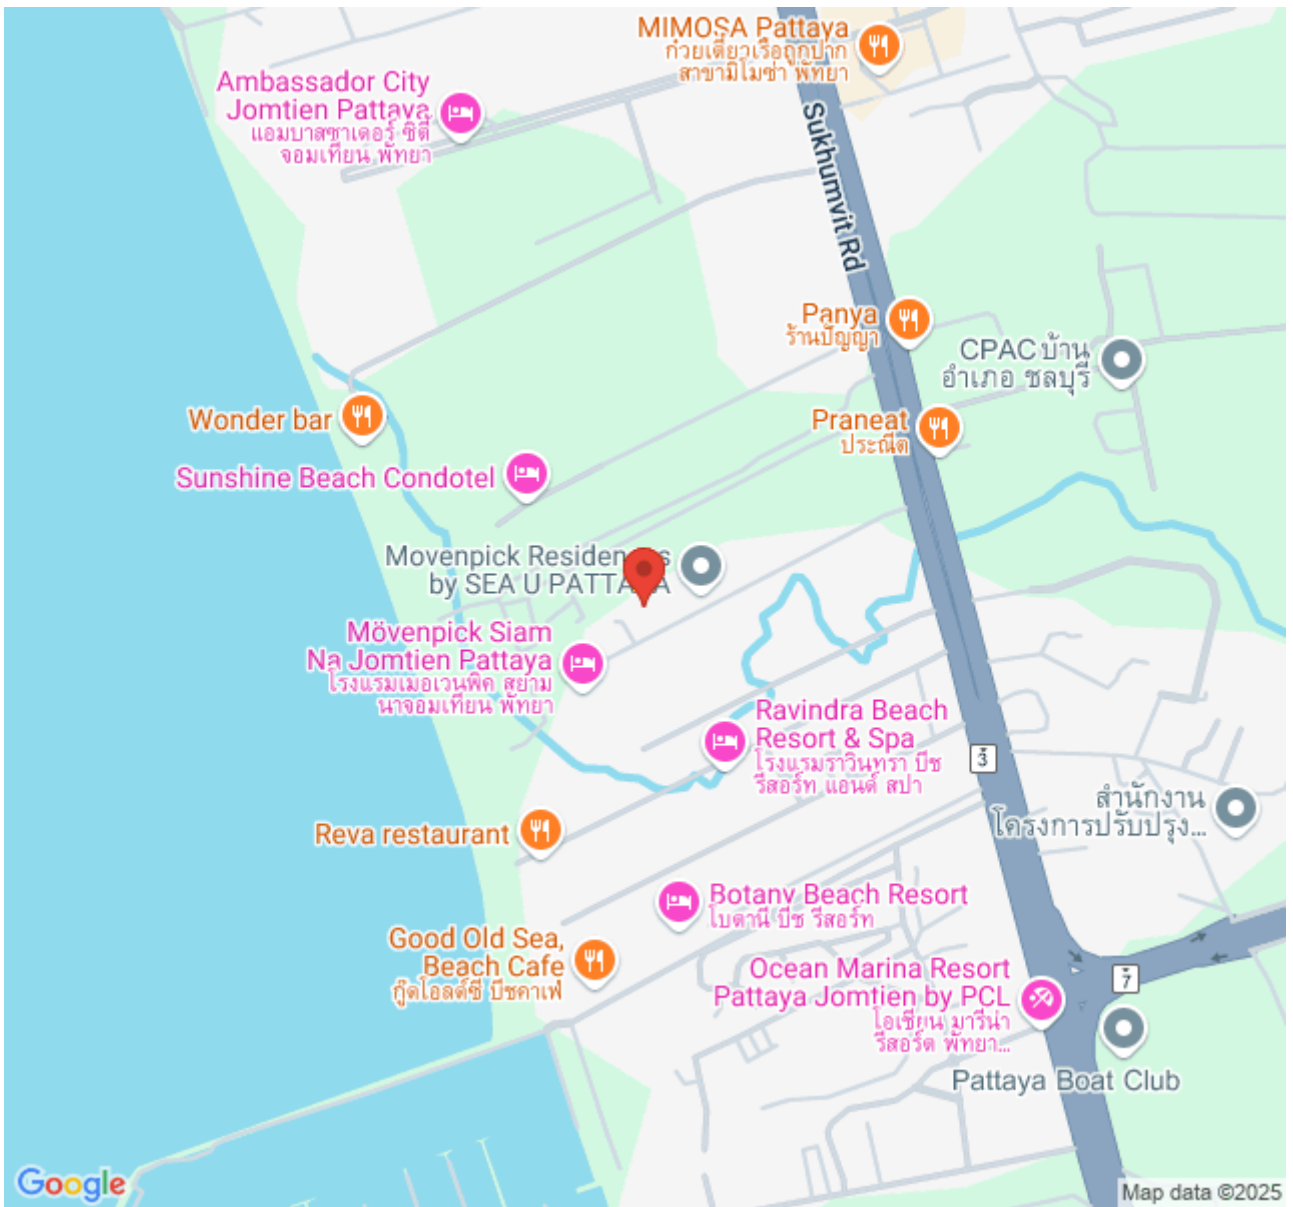 MIMOSA Pattaya
ก๋วยเตี๋ยวเรือถูกปาก
สาขามิโมซ่า พัทยา
Ambassador City
Jomtien Pattaya
แอมบาสซาเดอร์ ซิตี้
จอมเทียน พัทยา
Sukhumvit Rd
Panya
ร้านปัญญา
CPAC บ้าน
อำเภอ ชลบุรี
Wonder bar
Praneat
ประณีต
Sunshine Beach Condotel
Movenpick Residen s
by SEA U PATTA A
Mövenpick Siam
Na Jomtien Pattaya
โรงแรมเมอเวนพิค สยาม
นาจอมเทียน พัทยา
Ravindra Beach
Resort & Spa
โรงแรมราวินทรา บีช
รีสอร์ท แอนด์ สปา
3
สำนักงาน
โครงการปรับปรุง...
Reva restaurant
Botany Beach Resort
โบตานี บีช รีสอร์ท
Good Old Sea,
Beach Cafe
กู๊ดโอลด์ซี บีชคาเฟ่
Ocean Marina Resort
Pattaya Jomtien by PCL
โอเชียน มารีน่า
รีสอร์ต พัทยา...
7
Pattaya Boat Club
Google
Map data ©2025